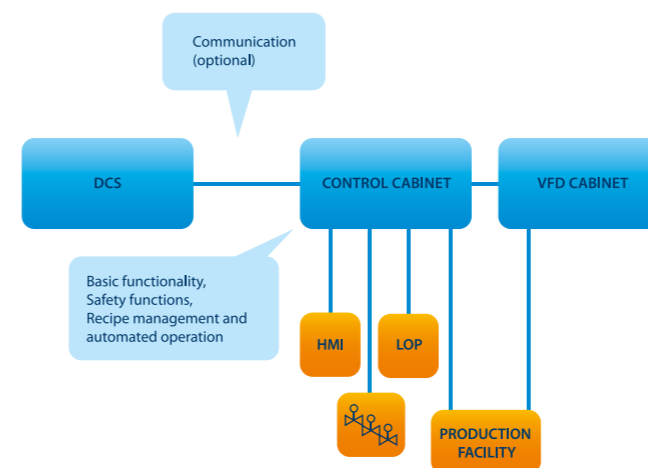 Communication
(optional)
DCS
CONTROL CABINET
VFD CABINET
Basic functionality,
Safety functions,
Recipe management and
automated operation
HMI
LOP
PRODUCTION
FACILITY